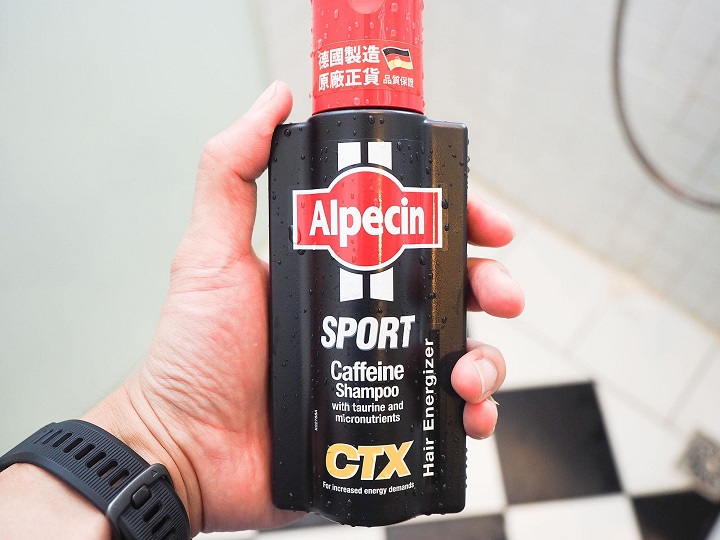 德國製造
原廠正貨 品質保證
Alpecin
SPORT
Caffeine
Shampoo
with taurine and
micronutrients
CTX
For increased energy demands
Hair Energizer